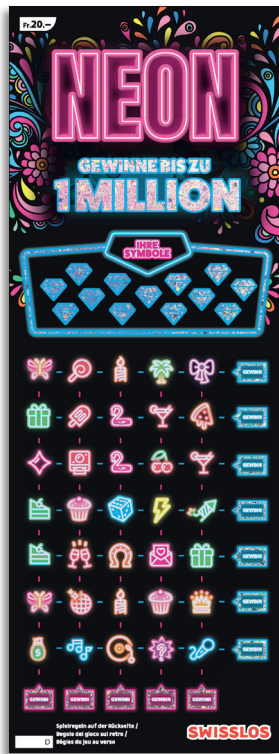 Fr. 20.–
NEON
GEWINNE BIS ZU
1 MILLION
IHRE
SYMBOLE
GEWINN
GEWINN
GEWINN
GEWINN
GEWINN
GEWINN
GEWINN
GEWINN GEWINN GEWINN GEWINN GEWINN
Spielregeln auf der Rückseite /
Regole del gioco sul retro /
Règles du jeu au verso
D
SWISSLOS